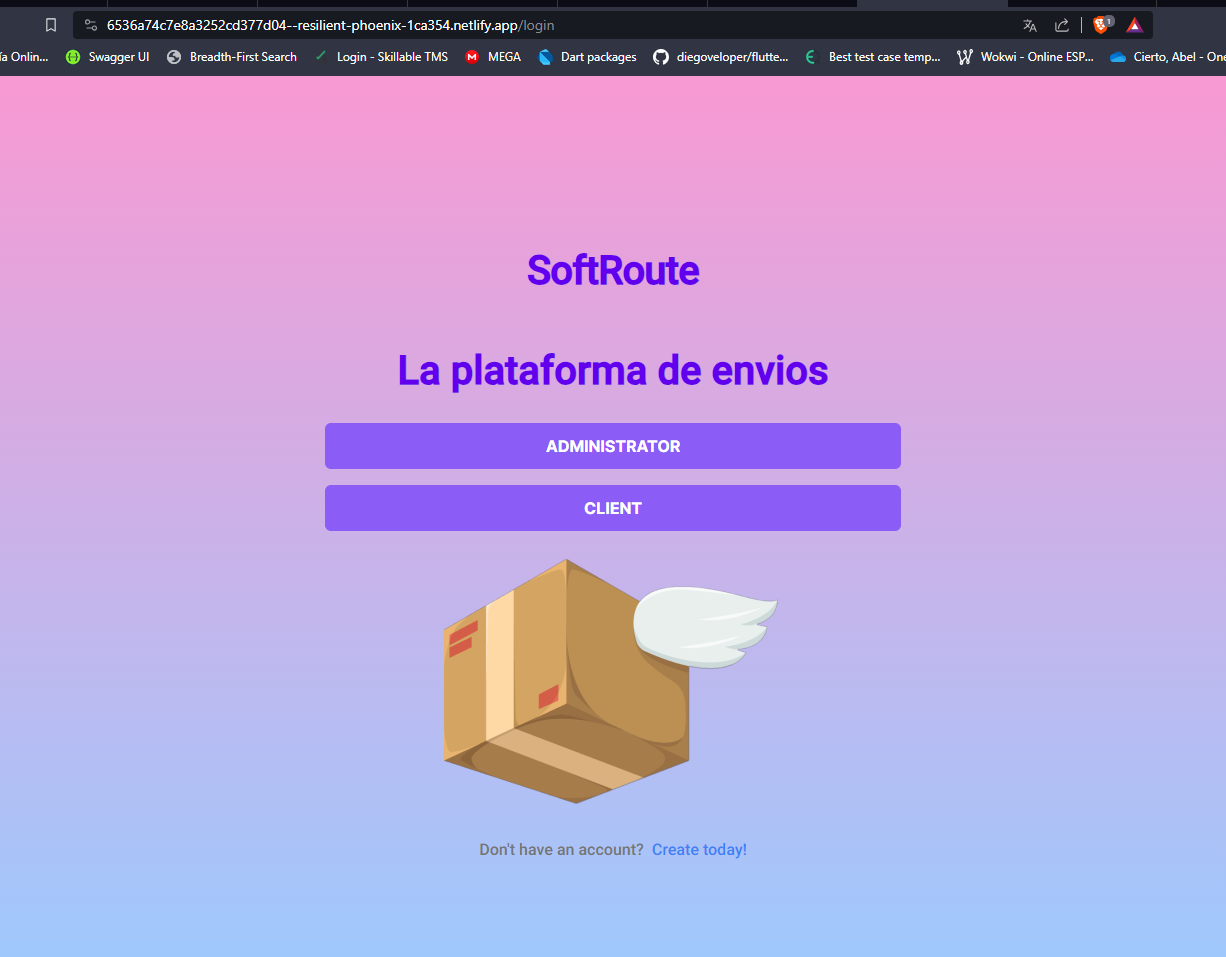 6536a74c7e8a3252cd377d04--resilient-phoenix-1ca354.netlify.app/login
1
ía Onlin... Swagger UI Breadth-First Search Login - Skillable TMS MEGA Dart packages diegoveloper/flutte... Best test case temp... Wokwi - Online ESP... Cierto, Abel - One
SoftRoute
La plataforma de envios
ADMINISTRATOR
CLIENT
Don't have an account? Create today!